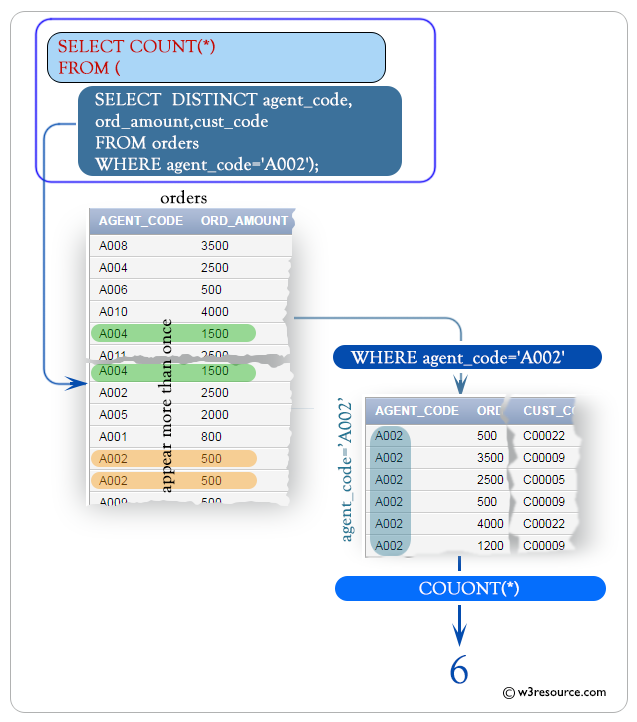 SELECT COUNT(*)
FROM (
SELECT DISTINCT agent_code,
ord_amount,cust_code
FROM orders
WHERE agent_code='A002');
orders
AGENT_CODE ORD_AMOUNT
A008 3500
A004 2500
A006 500
A010 4000
A004 1500
A011 2500
A004 1500
A002 2500
A005 2000
A001 800
A002 500
A002 500
A009 500
appear more than once
WHERE agent_code='A002'
agent_code='A002'
AGENT_CODE ORD CUST_CO
A002 500 C00022
A002 3500 C00009
A002 2500 C00005
A002 500 C00009
A002 4000 C00022
A002 1200 C00009
COUONT(*)
6
© w3resource.com